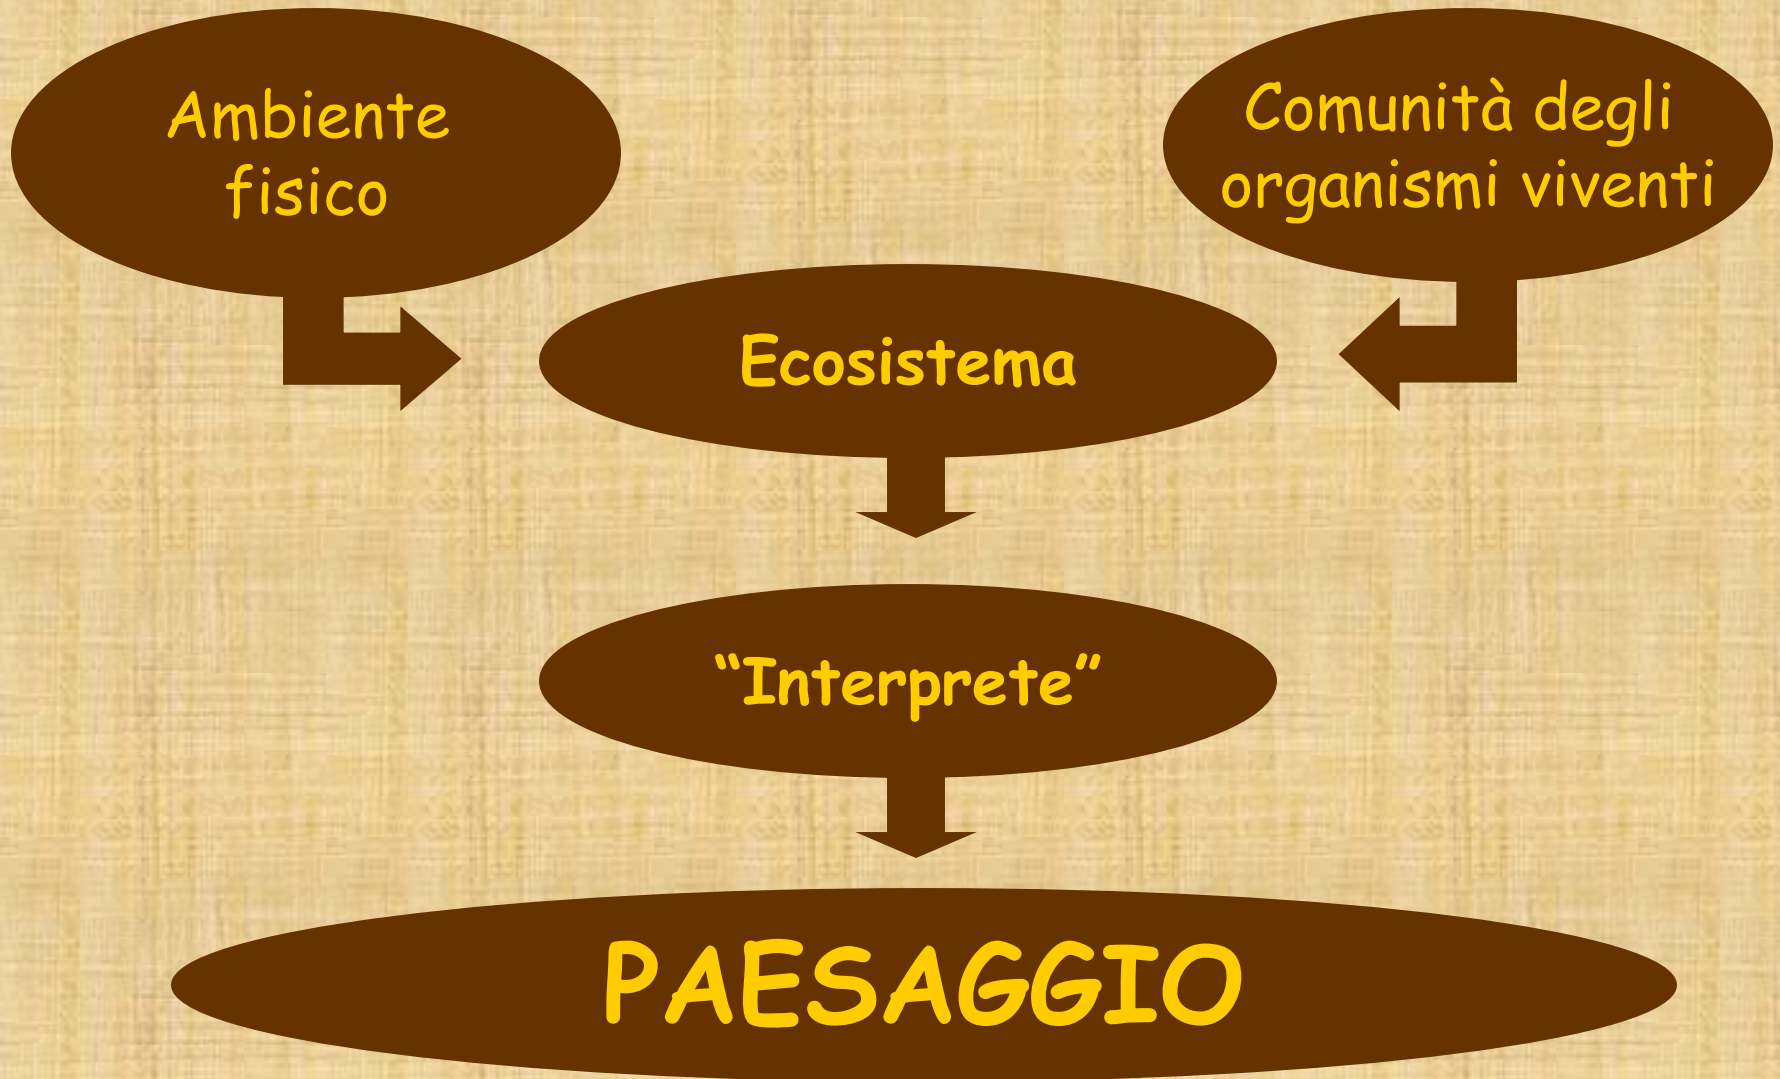 Ambiente
fisico
Comunità degli
organismi viventi
Ecosistema
“Interprete”
PAESAGGIO